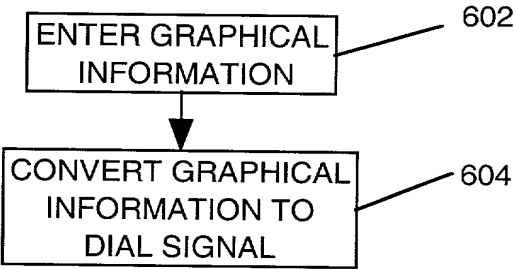 ENTER GRAPHICAL
INFORMATION
602
CONVERT GRAPHICAL
INFORMATION TO
DIAL SIGNAL
604